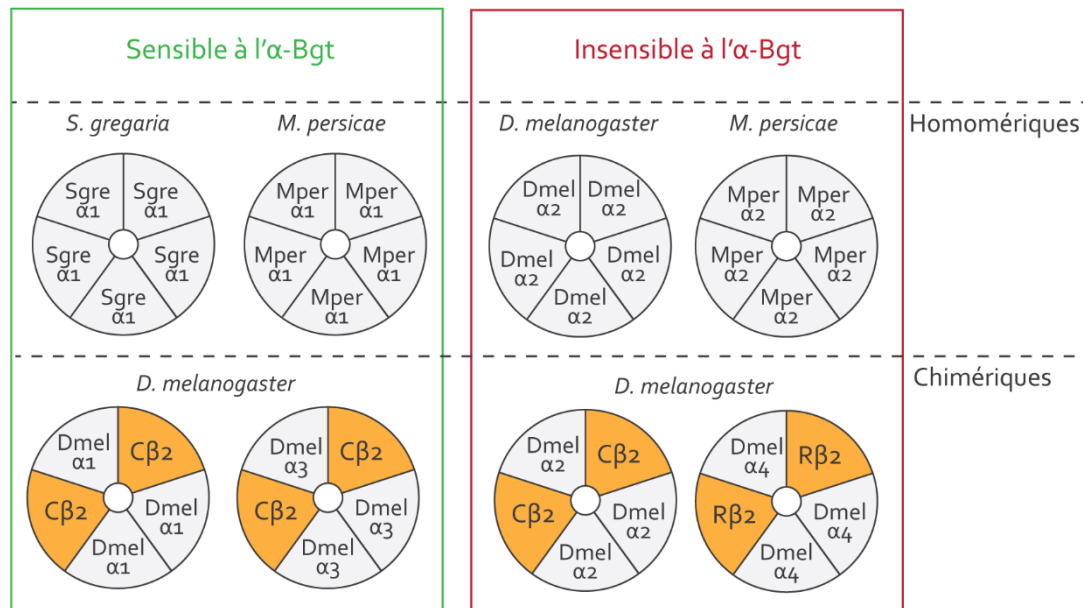 Sensible à l'α-Bgt
Insensible à l'α-Bgt
S. gregaria
M. persicae
D. melanogaster
M. persicae
Homomériques
Sgre
α1
Sgre
α1
Sgre
α1
Sgre
α1
Sgre
α1
Mper
α1
Mper
α1
Mper
α1
Mper
α1
Mper
α1
Dmel
α2
Dmel
α2
Dmel
α2
Dmel
α2
Dmel
α2
Mper
α2
Mper
α2
Mper
α2
Mper
α2
Mper
α2
D. melanogaster
D. melanogaster
Chimériques
Dmel
α1
Cβ2
Cβ2
Dmel
α1
Dmel
α1
Dmel
α3
Cβ2
Cβ2
Dmel
α3
Dmel
α3
Dmel
α2
Cβ2
Cβ2
Dmel
α2
Dmel
α2
Dmel
α4
Rβ2
Rβ2
Dmel
α4
Dmel
α4